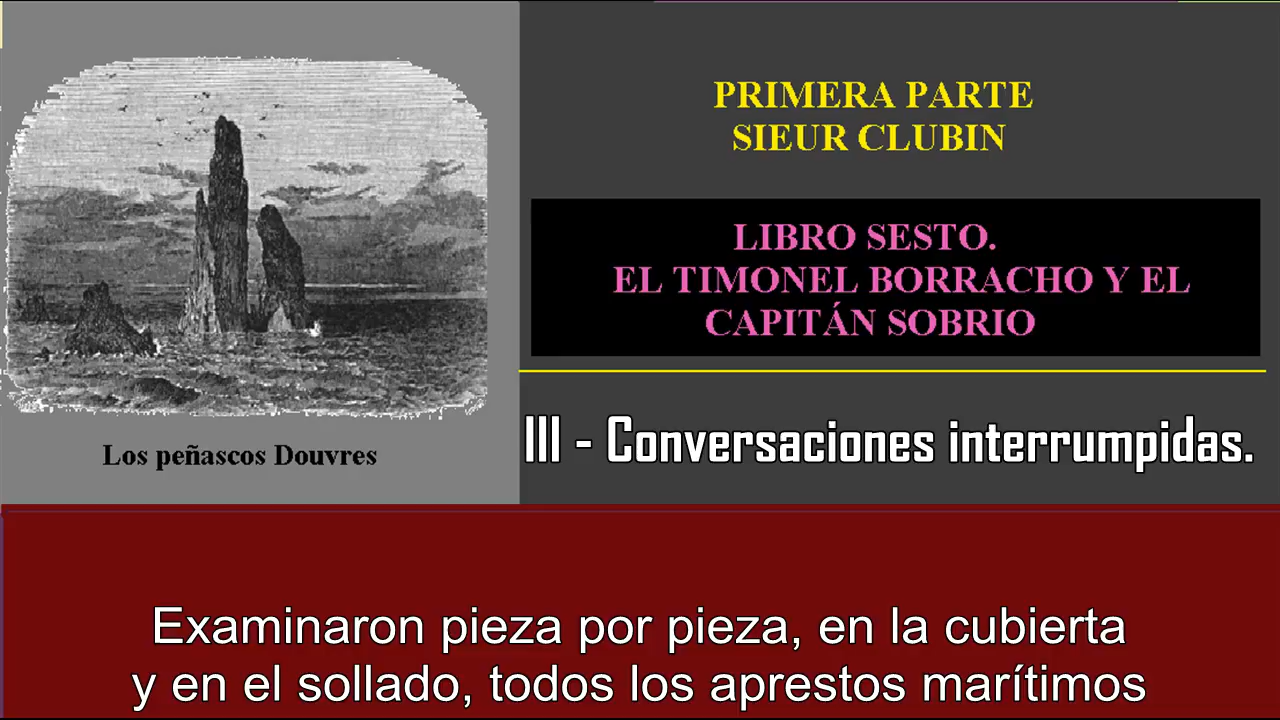 PRIMERA PARTE
SIEUR CLUBIN
LIBRO SESTO.
EL TIMONEL BORRACHO Y EL
CAPITÁN SOBRIO
Los peñascos Douvres
III - Conversaciones interrumpidas.
Examinaron pieza por pieza, en la cubierta
y en el sollado, todos los aprestos marítimos